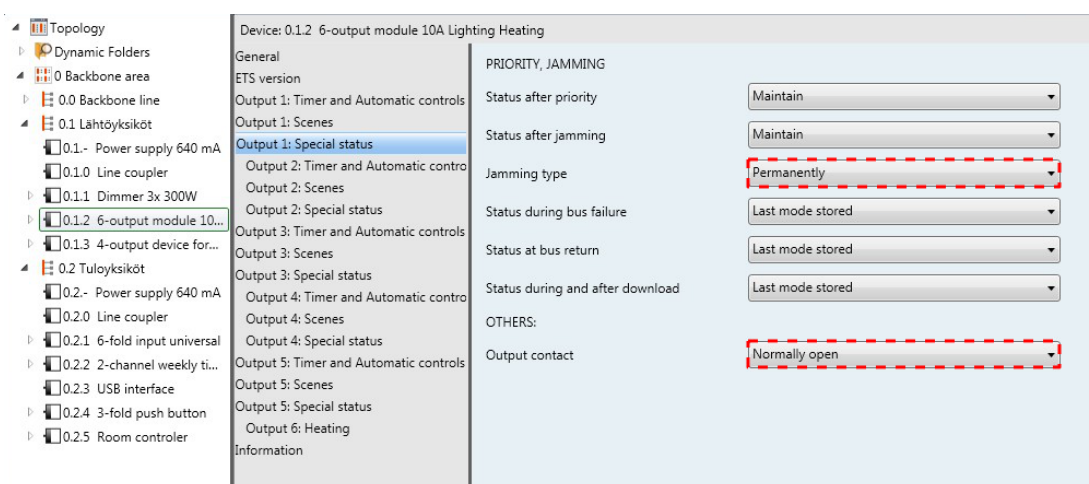 Topology
Dynamic Folders
0 Backbone area
0.0 Backbone line
0.1 Lähtöyksiköt
0.1.- Power supply 640 mA
0.1.0 Line coupler
0.1.1 Dimmer 3x 300W
0.1.2 6-output module 10...
0.1.3 4-output device for...
0.2 Tuloyksiköt
0.2.- Power supply 640 mA
0.2.0 Line coupler
0.2.1 6-fold input universal
0.2.2 2-channel weekly ti...
0.2.3 USB interface
0.2.4 3-fold push button
0.2.5 Room controler
Device: 0.1.2 6-output module 10A Lighting Heating
General
ETS version
Output 1: Timer and Automatic controls
Output 1: Scenes
Output 1: Special status
Output 2: Timer and Automatic contro
Output 2: Scenes
Output 2: Special status
Output 3: Timer and Automatic controls
Output 3: Scenes
Output 3: Special status
Output 4: Timer and Automatic contro
Output 4: Scenes
Output 4: Special status
Output 5: Timer and Automatic controls
Output 5: Scenes
Output 5: Special status
Output 6: Heating
Information
PRIORITY, JAMMING
Status after priority Maintain
Status after jamming Maintain
Jamming type Permanently
Status during bus failure Last mode stored
Status at bus return Last mode stored
Status during and after download Last mode stored
OTHERS:
Output contact Normally open